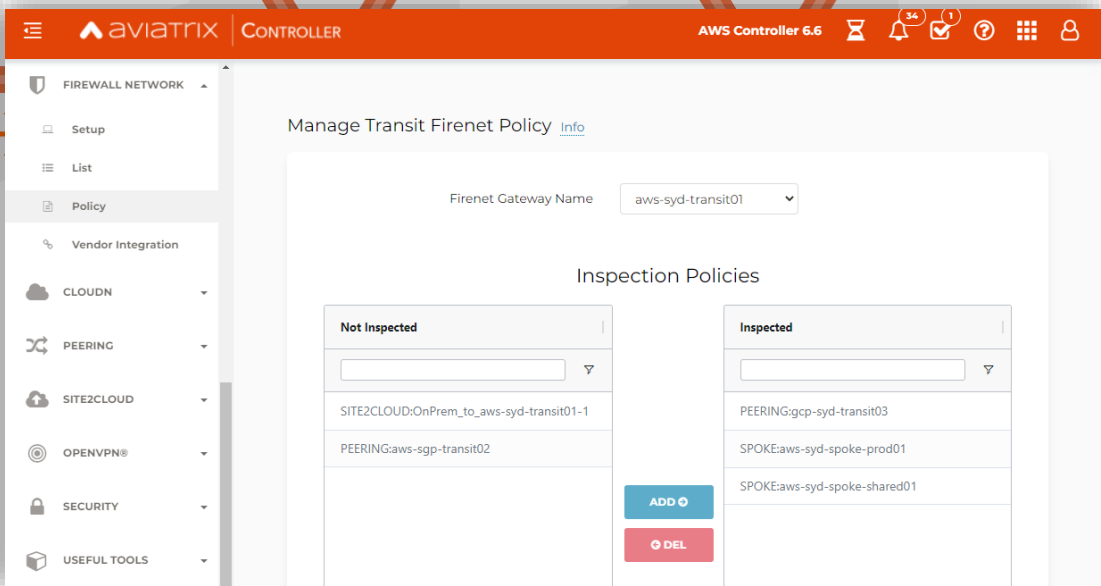 aviatrix CONTROLLER
AWS Controller 6.6
34
1
FIREWALL NETWORK
Setup
List
Policy
Vendor Integration
CLOUDN
PEERING
SITE2CLOUD
OPENVPN®
SECURITY
USEFUL TOOLS
Manage Transit Firenet Policy Info
Firenet Gateway Name aws-syd-transit01
Inspection Policies
Not Inspected
SITE2CLOUD:OnPrem_to_aws-syd-transit01-1
PEERING:aws-sgp-transit02
ADD
DEL
Inspected
PEERING:gcp-syd-transit03
SPOKE:aws-syd-spoke-prod01
SPOKE:aws-syd-spoke-shared01